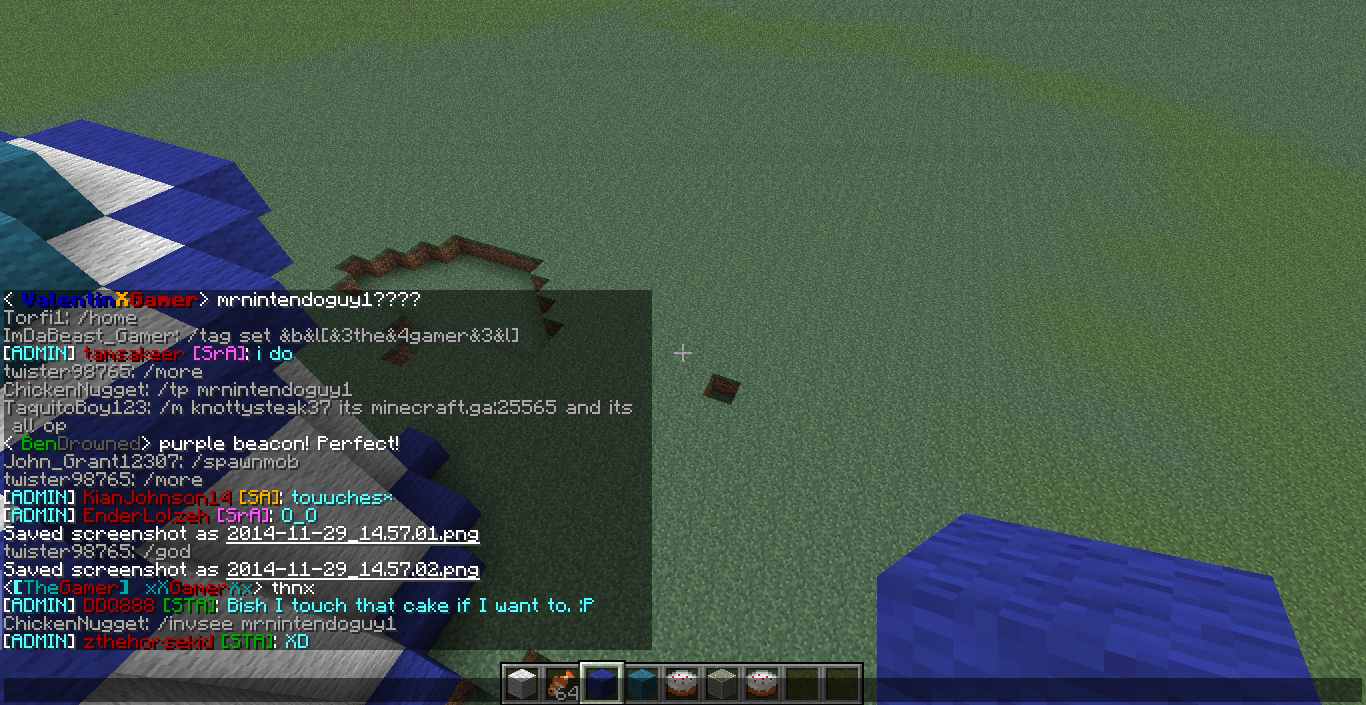 < ValentinXGamer> mrnintendoguy1????
Torfi1: /home
ImDaBeast_Gamer: /tag set &b&l[&3the&4gamer&3&l]
[ADMIN] tamsakeer [SrA]: i do
twister98765: /more
ChickenNugget: /tp mrnintendoguy1
TaquitoBoy123: /m knottysteak37 its minecraft.ga:25565 and its
all op
< BenDrowned> purple beacon! Perfect!
John_Grant12307: /spawnmob
twister98765: /more
[ADMIN] KianJohnson14 [SA]: touuches*
[ADMIN] EnderLolzeh [SrA]: O_O
Saved screenshot as 2014-11-29_14.57.01.png
twister98765: /god
Saved screenshot as 2014-11-29_14.57.02.png
<[TheGamer] xXGamerXx> thnx
[ADMIN] DDO888 [STA]: Bish I touch that cake if I want to. :P
ChickenNugget: /invsee mrnintendoguy1
[ADMIN] zthehorsekid [STA]: XD
64